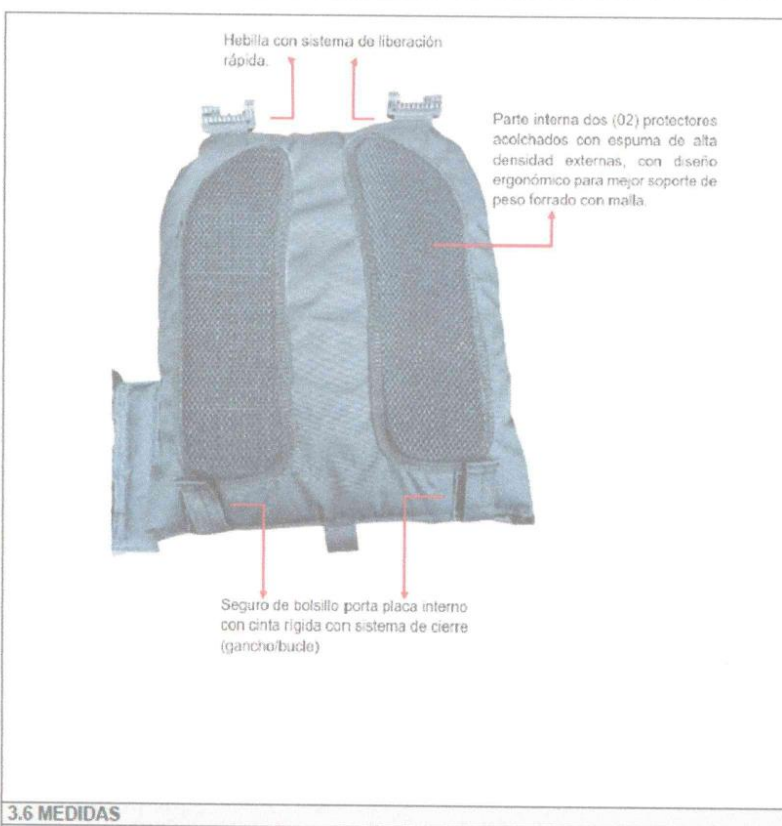 Hebilla con sistema de liberación
rápida.
Parte interna dos (02) protectores
acolchados con espuma de alta
densidad externas, con diseño
ergonómico para mejor soporte de
peso forrado con malla.
Seguro de bolsillo porta placa interno
con cinta rígida con sistema de cierre
(gancho/bucle)
3.6 MEDIDAS